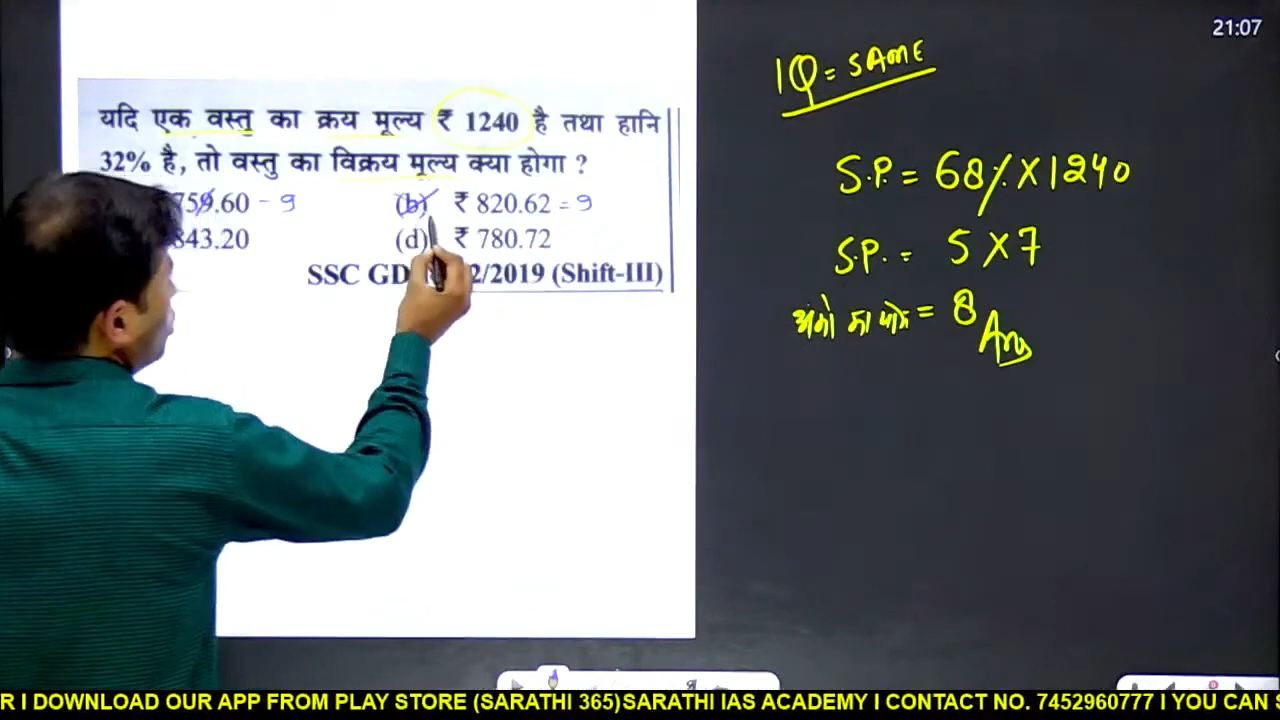 21:07
यदि एक वस्तु का क्रय मूल्य ₹ 1240 है तथा हानि
32% है, तो वस्तु का विक्रय मूल्य क्या होगा ?
759.60 - 9 (b) ₹ 820.62 = 9
843.20 (d) ₹ 780.72
SSC GD 2/2019 (Shift-III)
1Q = SAME
S.P. = 68% X 1240
S.P. = 5 X 7
अंको का योग = 8 Ans
R I DOWNLOAD OUR APP FROM PLAY STORE (SARATHI 365)SARATHI IAS ACADEMY I CONTACT NO. 7452960777 I YOU CAN S